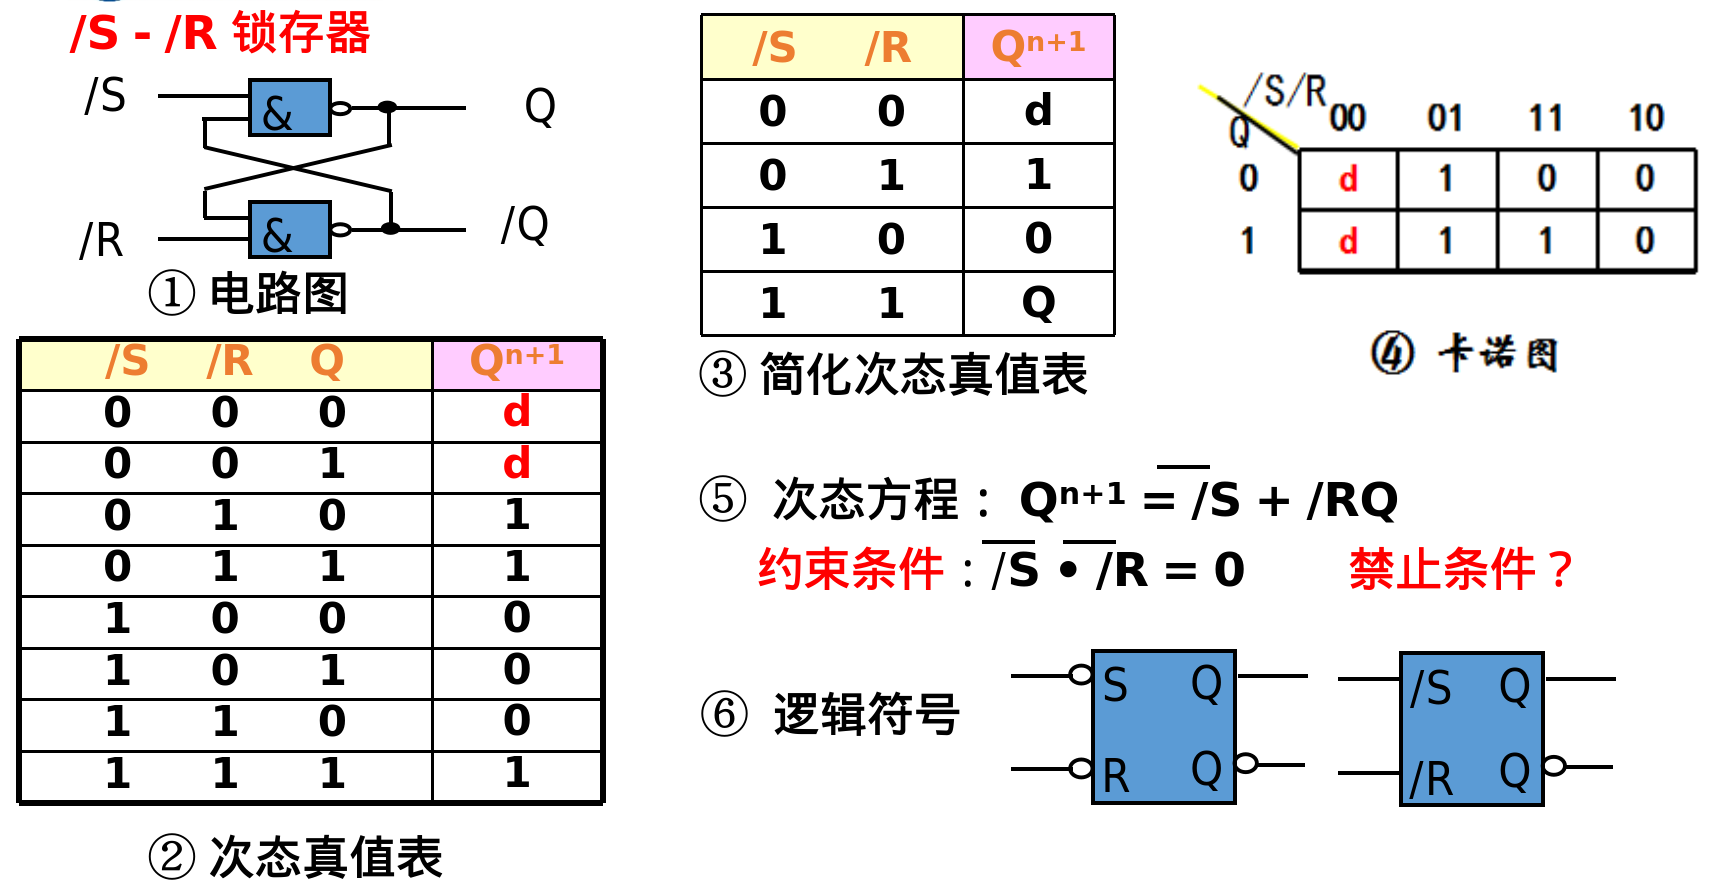 /S - /R 锁存器
/S & Q
/R & /Q
① 电路图
/S /R Q Qⁿ⁺¹
0 0 0 d
0 0 1 d
0 1 0 1
0 1 1 1
1 0 0 0
1 0 1 0
1 1 0 0
1 1 1 1
② 次态真值表
/S /R Qⁿ⁺¹
0 0 d
0 1 1
1 0 0
1 1 Q
③ 简化次态真值表
/S/R
Q
00 01 11 10
0 d 1 0 0
1 d 1 1 0
④ 卡诺图
⑤ 次态方程： Qⁿ⁺¹ = /S + /RQ
约束条件：/S • /R = 0 禁止条件？
⑥ 逻辑符号
S Q
R Q
/S Q
/R Q